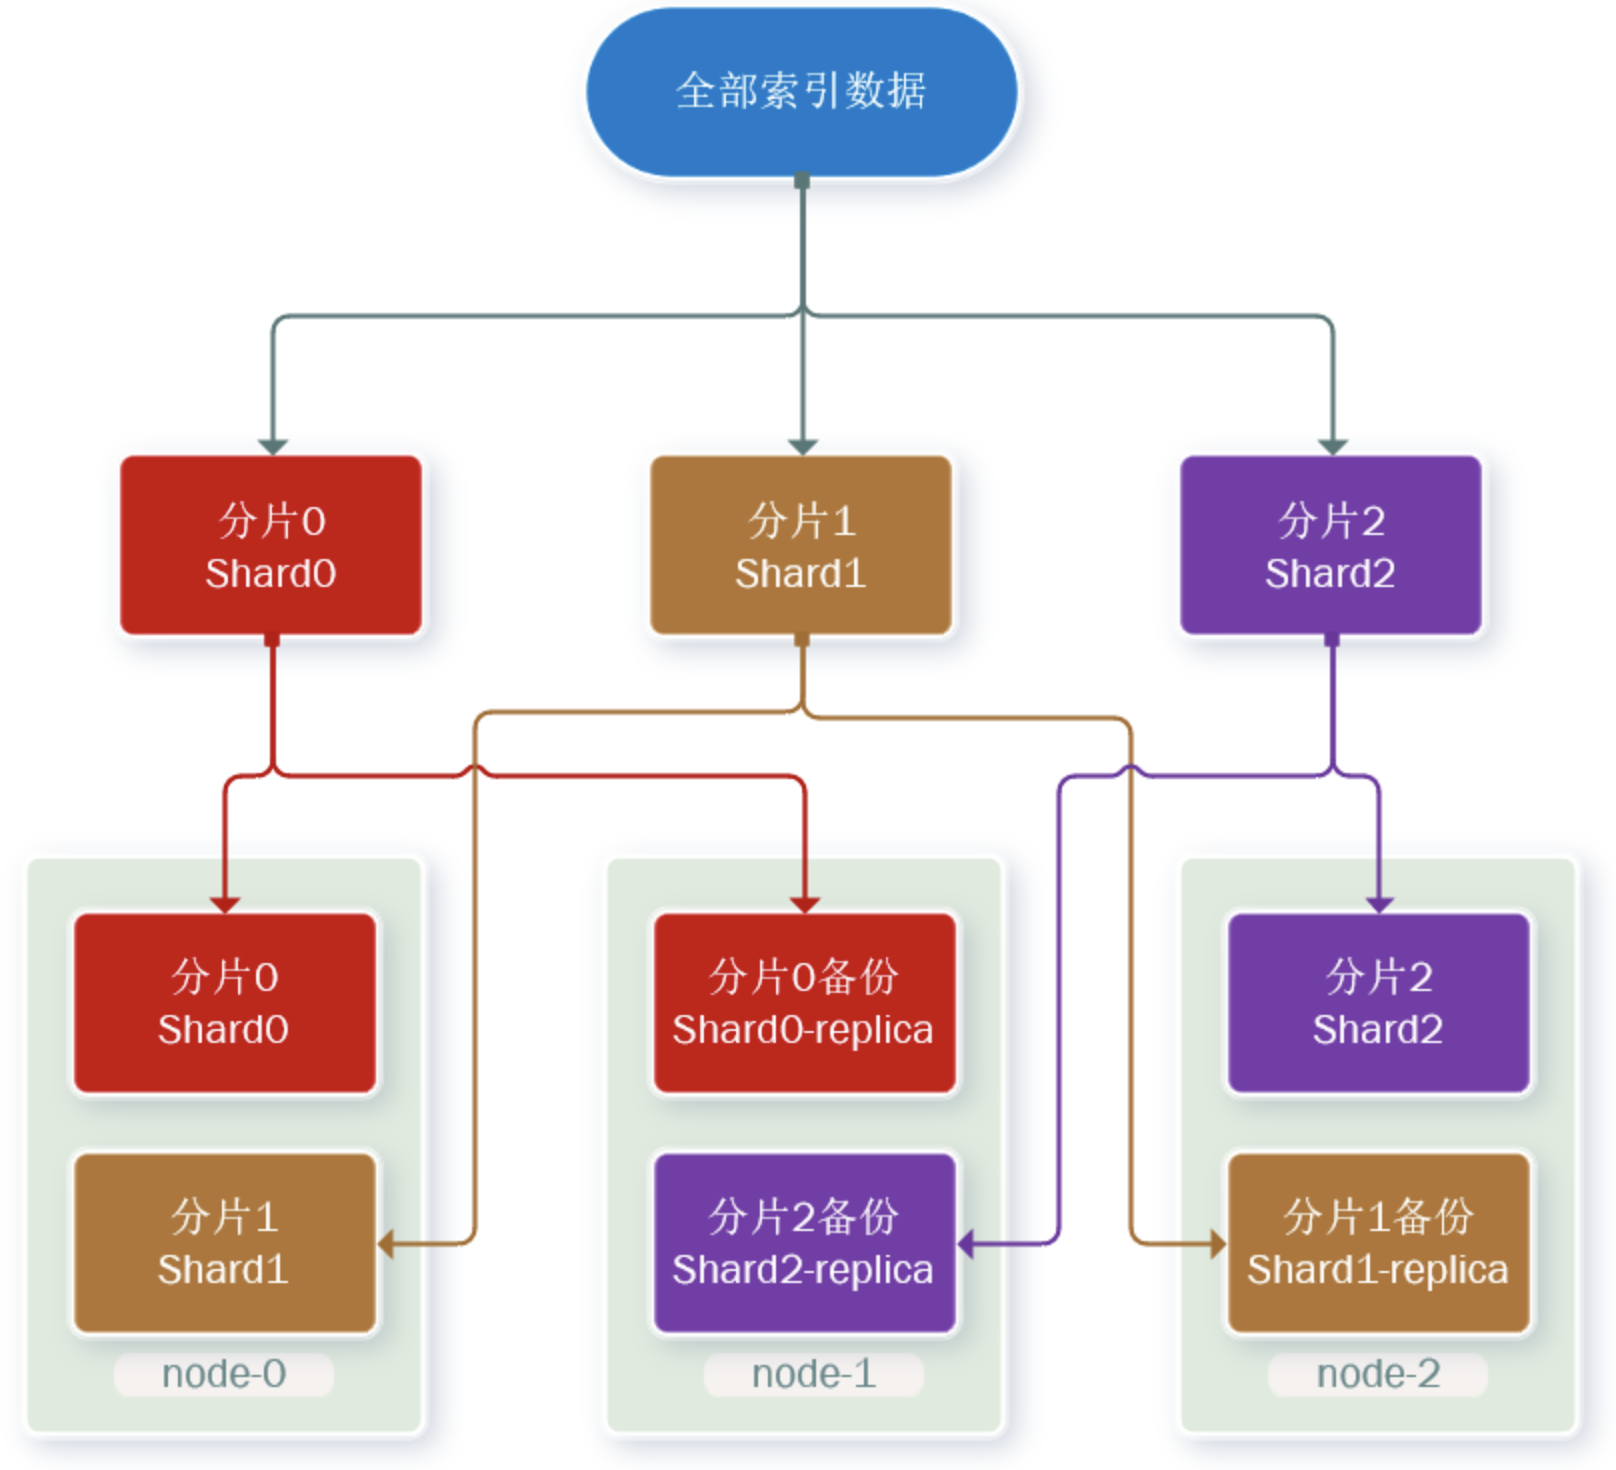 全部索引数据
分片0
Shard0
分片1
Shard1
分片2
Shard2
分片0
Shard0
分片1
Shard1
node-0
分片0备份
Shard0-replica
分片2备份
Shard2-replica
node-1
分片2
Shard2
分片1备份
Shard1-replica
node-2